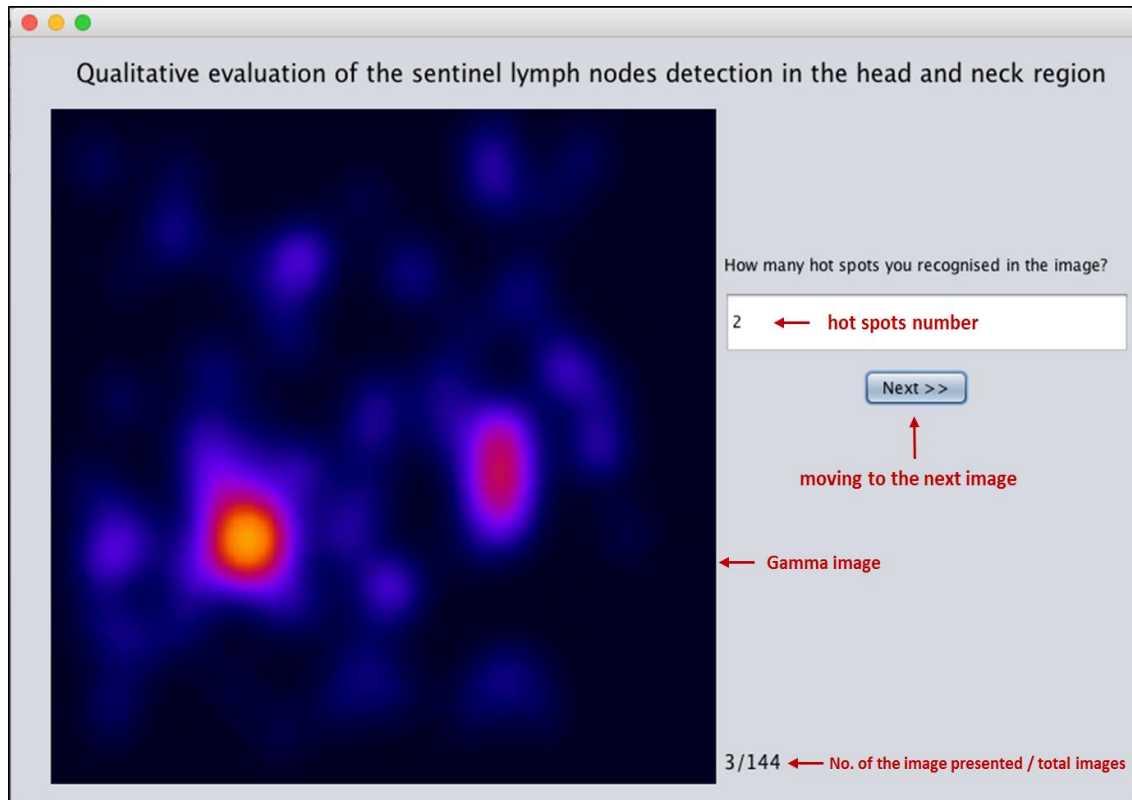 Qualitative evaluation of the sentinel lymph nodes detection in the head and neck region
How many hot spots you recognised in the image?
2
hot spots number
Next >>
moving to the next image
Gamma image
3/144
No. of the image presented / total images